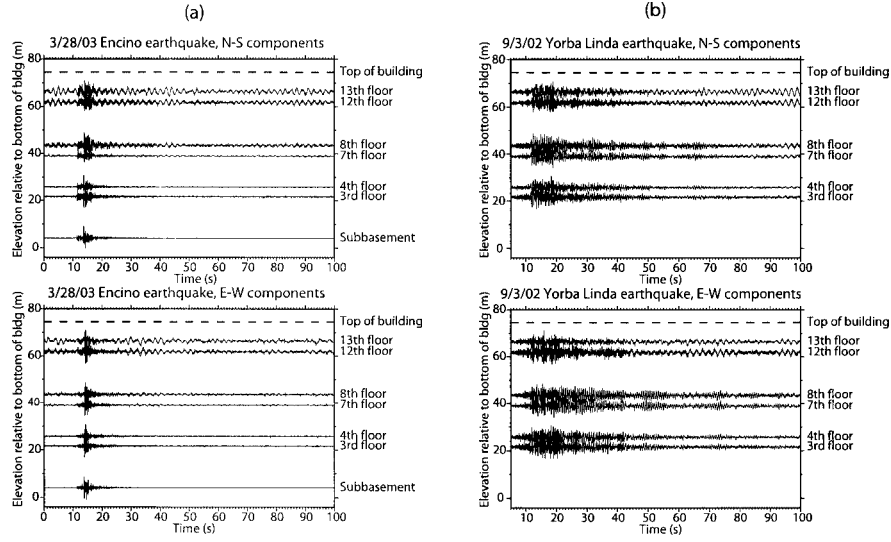 (a)
3/28/03 Encino earthquake, N-S components
Elevation relative to bottom of bldg (m)
80
60
40
20
0
Top of building
13th floor
12th floor
8th floor
7th floor
4th floor
3rd floor
Subbasement
0 10 20 30 40 50 60 70 80 90 100
Time (s)
3/28/03 Encino earthquake, E-W components
Elevation relative to bottom of bldg (m)
80
60
40
20
0
Top of building
13th floor
12th floor
8th floor
7th floor
4th floor
3rd floor
Subbasement
0 10 20 30 40 50 60 70 80 90 100
Time (s)
(b)
9/3/02 Yorba Linda earthquake, N-S components
Elevation relative to bottom of bldg (m)
80
60
40
20
0
Top of building
13th floor
12th floor
8th floor
7th floor
4th floor
3rd floor
10 20 30 40 50 60 70 80 90 100
Time (s)
9/3/02 Yorba Linda earthquake, E-W components
Elevation relative to bottom of bldg (m)
80
60
40
20
0
Top of building
13th floor
12th floor
8th floor
7th floor
4th floor
3rd floor
10 20 30 40 50 60 70 80 90 100
Time (s)